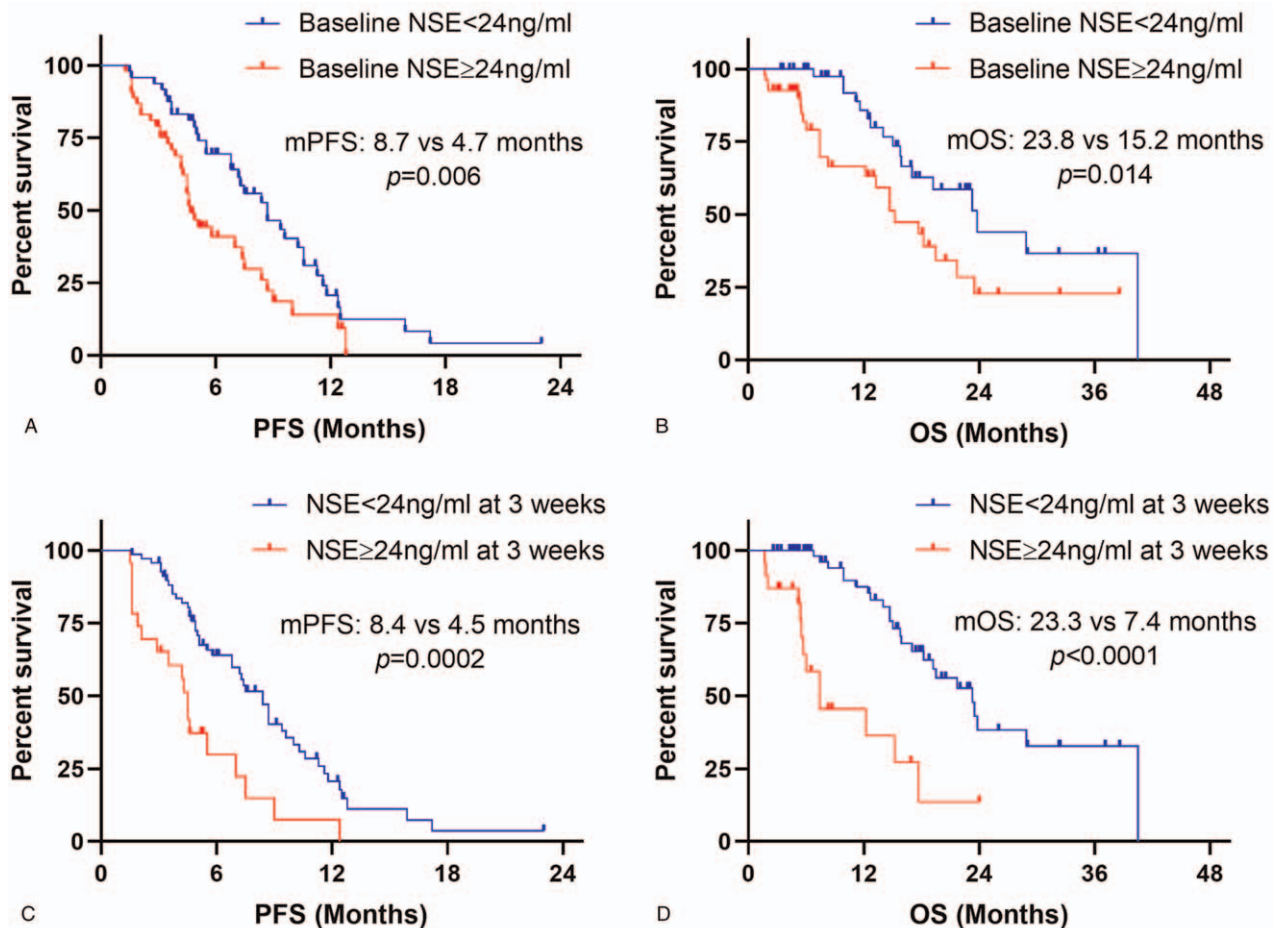 Baseline NSE<24ng/ml
Baseline NSE≥24ng/ml
mPFS: 8.7 vs 4.7 months
p=0.006
Percent survival
100
75
50
25
0
0 6 12 18 24
PFS (Months)
A
Baseline NSE<24ng/ml
Baseline NSE≥24ng/ml
mOS: 23.8 vs 15.2 months
p=0.014
Percent survival
100
75
50
25
0
0 12 24 36 48
OS (Months)
B
NSE<24ng/ml at 3 weeks
NSE≥24ng/ml at 3 weeks
mPFS: 8.4 vs 4.5 months
p=0.0002
Percent survival
100
75
50
25
0
0 6 12 18 24
PFS (Months)
C
NSE<24ng/ml at 3 weeks
NSE≥24ng/ml at 3 weeks
mOS: 23.3 vs 7.4 months
p<0.0001
Percent survival
100
75
50
25
0
0 12 24 36 48
OS (Months)
D